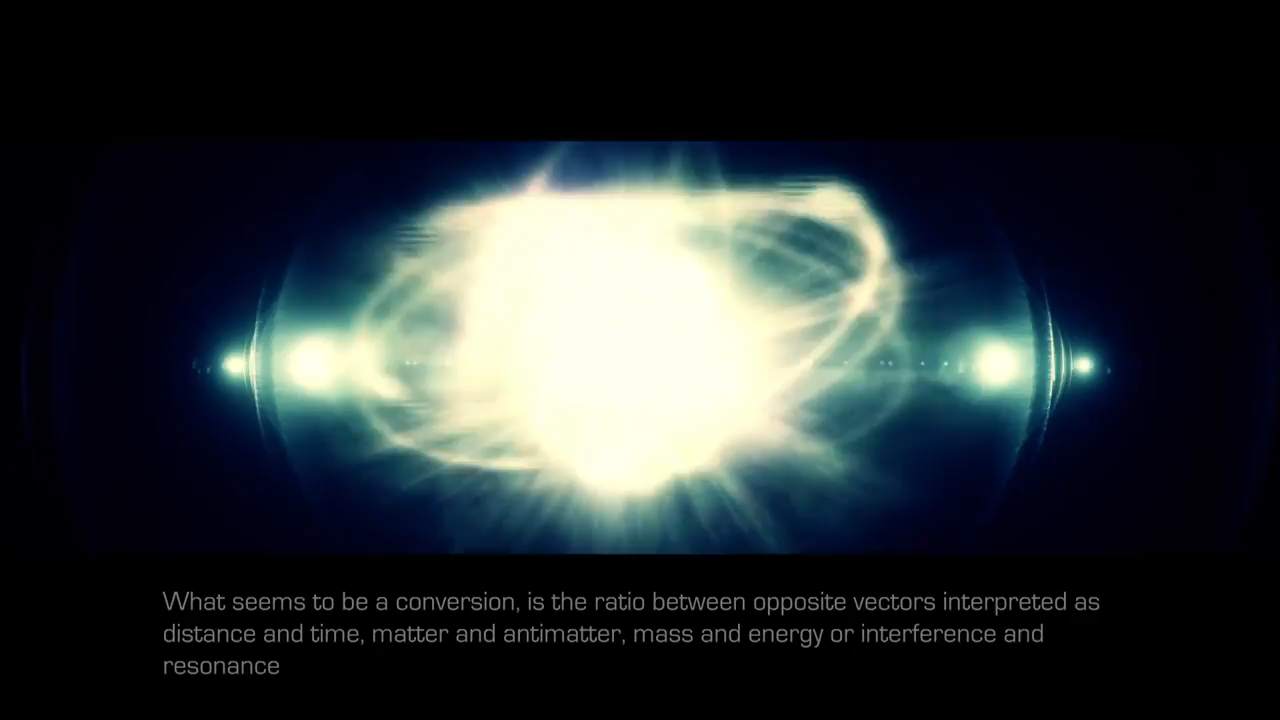 What seems to be a conversion, is the ratio between opposite vectors interpreted as
distance and time, matter and antimatter, mass and energy or interference and
resonance